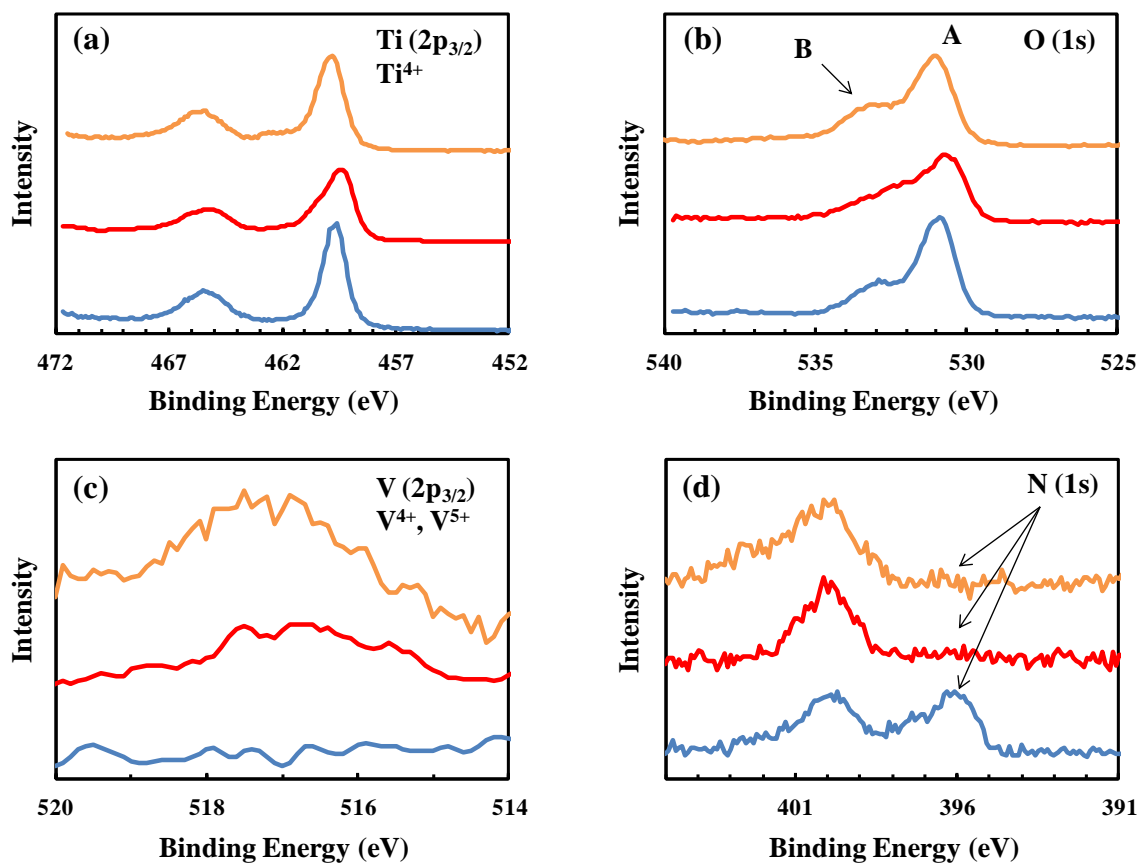 (a)
Ti (2p3/2)
Ti4+
Intensity
472 467 462 457 452
Binding Energy (eV)
(b)
B
A
O (1s)
Intensity
540 535 530 525
Binding Energy (eV)
(c)
V (2p3/2)
V4+, V5+
Intensity
520 518 516 514
Binding Energy (eV)
(d)
N (1s)
Intensity
401 396 391
Binding Energy (eV)